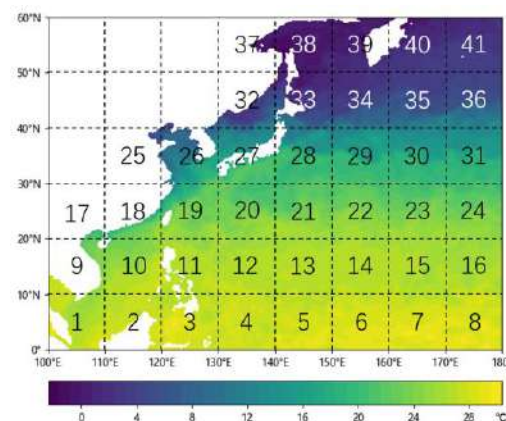 60°N
37 38 39 40 41
50°N
32 33 34 35 36
40°N
25 26 27 28 29 30 31
30°N
17 18 19 20 21 22 23 24
20°N
9 10 11 12 13 14 15 16
10°N
1 2 3 4 5 6 7 8
0°
100°E 110°E 120°E 130°E 140°E 150°E 160°E 170°E 180
0 4 8 12 16 20 24 28 °C